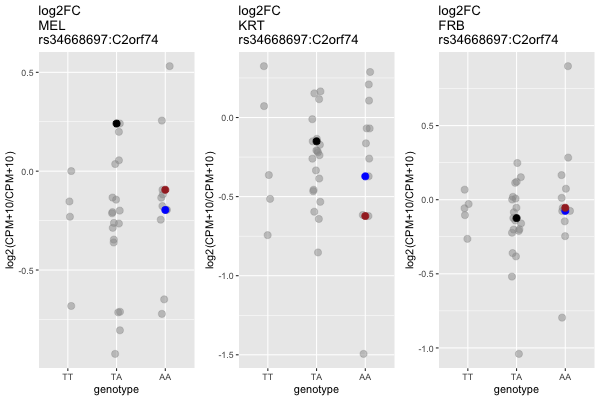 log2FC
MEL
rs34668697:C2orf74
log2(CPM+10/CPM+10)
0.5
0.0
-0.5
TT
TA
AA
genotype
log2FC
KRT
rs34668697:C2orf74
log2(CPM+10/CPM+10)
0.0
-0.5
-1.0
-1.5
TT
TA
AA
genotype
log2FC
FRB
rs34668697:C2orf74
log2(CPM+10/CPM+10)
0.5
0.0
-0.5
-1.0
TT
TA
AA
genotype